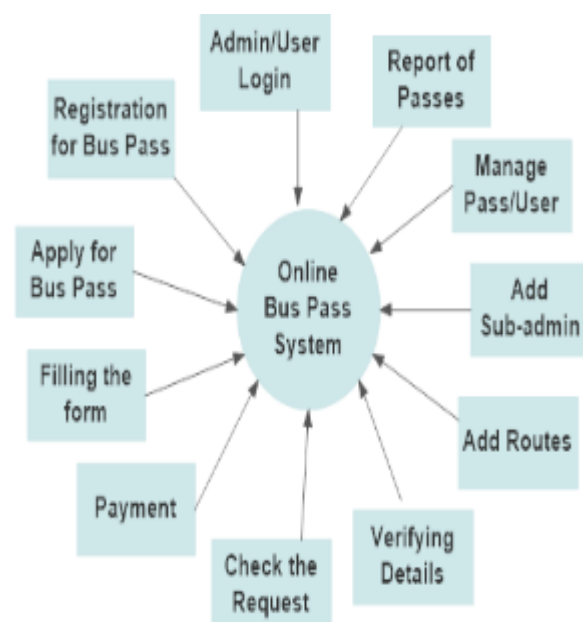 Admin/User
Login
Report of
Passes
Registration
for Bus Pass
Manage
Pass/User
Apply for
Bus Pass
Online
Bus Pass
System
Add
Sub-admin
Filling the
form
Add Routes
Payment
Verifying
Details
Check the
Request